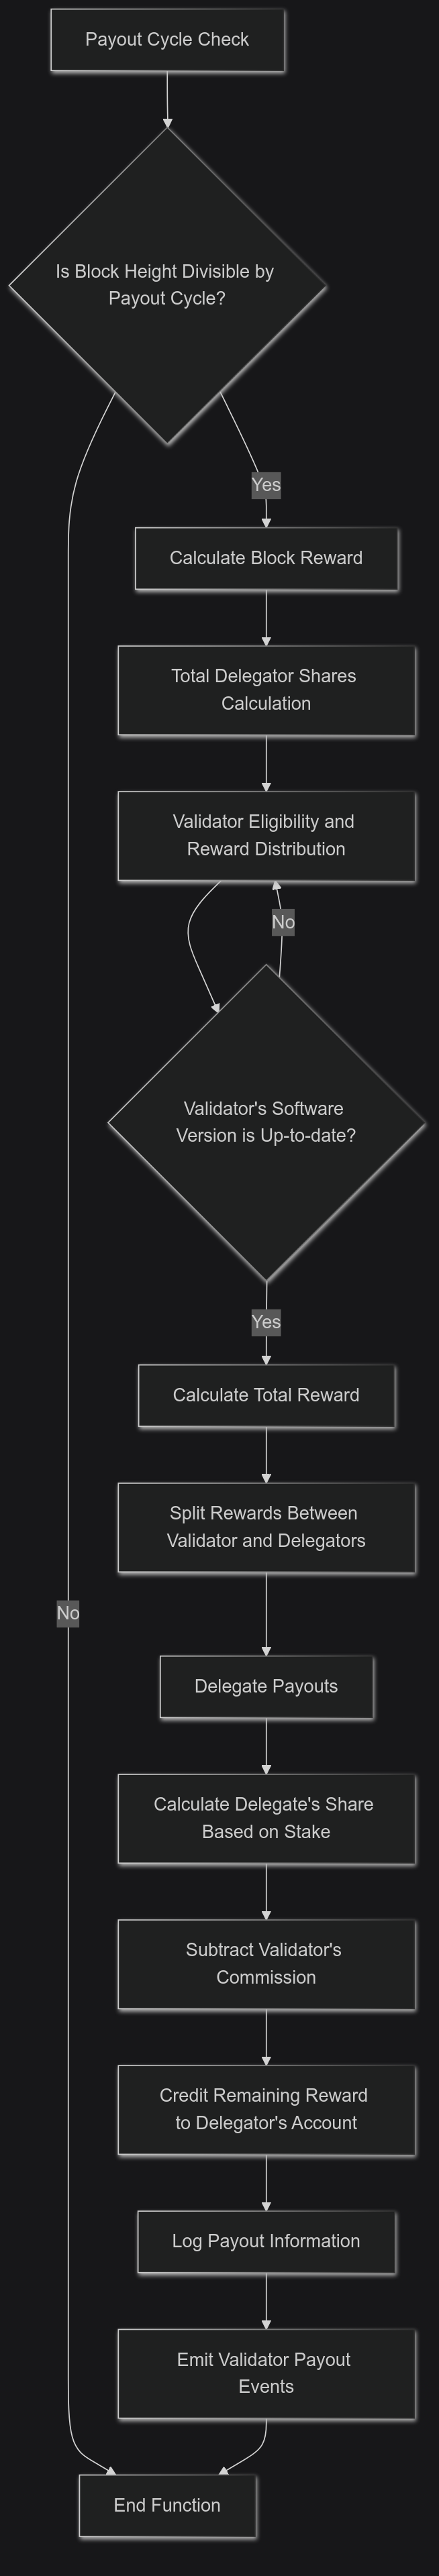 Payout Cycle Check
Is Block Height Divisible by
Payout Cycle?
Yes
Calculate Block Reward
Total Delegator Shares
Calculation
Validator Eligibility and
Reward Distribution
No
Validator's Software
Version is Up-to-date?
Yes
Calculate Total Reward
Split Rewards Between
Validator and Delegators
No
Delegate Payouts
Calculate Delegate's Share
Based on Stake
Subtract Validator's
Commission
Credit Remaining Reward
to Delegator's Account
Log Payout Information
Emit Validator Payout
Events
End Function